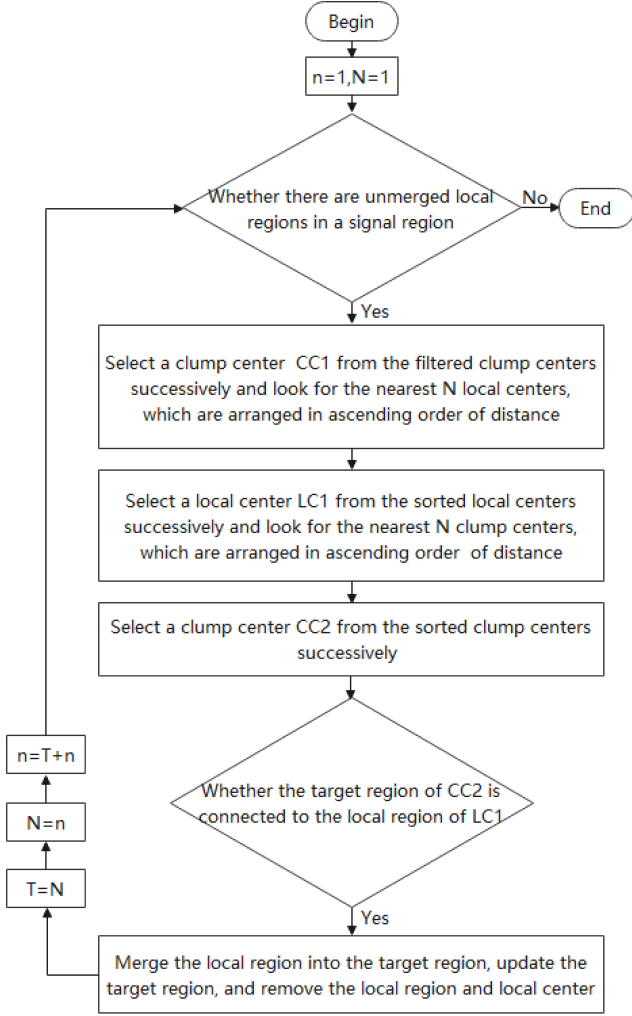 Begin
n=1,N=1
Whether there are unmerged local
regions in a signal region
No
End
Yes
Select a clump center CC1 from the filtered clump centers
successively and look for the nearest N local centers,
which are arranged in ascending order of distance
Select a local center LC1 from the sorted local centers
successively and look for the nearest N clump centers,
which are arranged in ascending order of distance
Select a clump center CC2 from the sorted clump centers
successively
Whether the target region of CC2 is
connected to the local region of LC1
Yes
Merge the local region into the target region, update the
target region, and remove the local region and local center
T=N
N=n
n=T+n